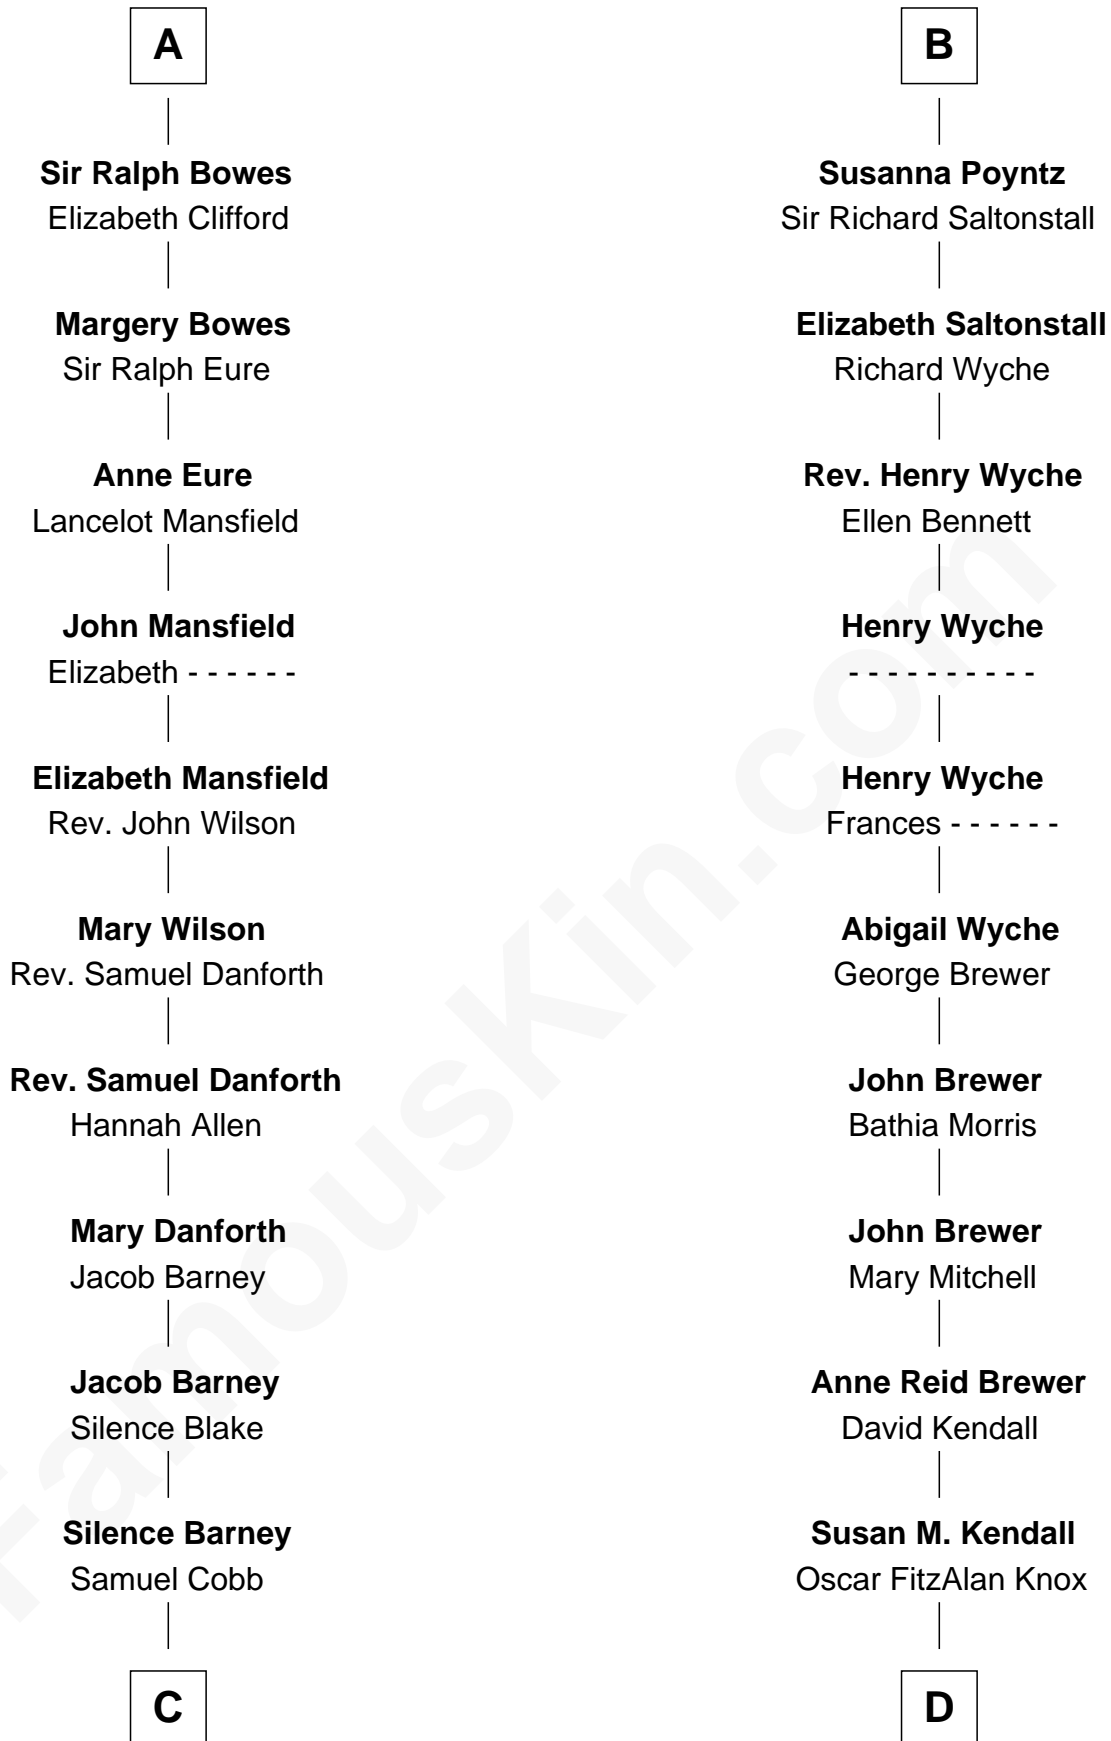 A
Sir Ralph Bowes
Elizabeth Clifford
Margery Bowes
Sir Ralph Eure
Anne Eure
Lancelot Mansfield
John Mansfield
Elizabeth - - - - - -
Elizabeth Mansfield
Rev. John Wilson
Mary Wilson
Rev. Samuel Danforth
Rev. Samuel Danforth
Hannah Allen
Mary Danforth
Jacob Barney
Jacob Barney
Silence Blake
Silence Barney
Samuel Cobb
C
B
Susanna Poyntz
Sir Richard Saltonstall
Elizabeth Saltonstall
Richard Wyche
Rev. Henry Wyche
Ellen Bennett
Henry Wyche
- - - - - - - - - -
Henry Wyche
Frances - - - - - -
Abigail Wyche
George Brewer
John Brewer
Bathia Morris
John Brewer
Mary Mitchell
Anne Reid Brewer
David Kendall
Susan M. Kendall
Oscar FitzAlan Knox
D
FamousKin.com